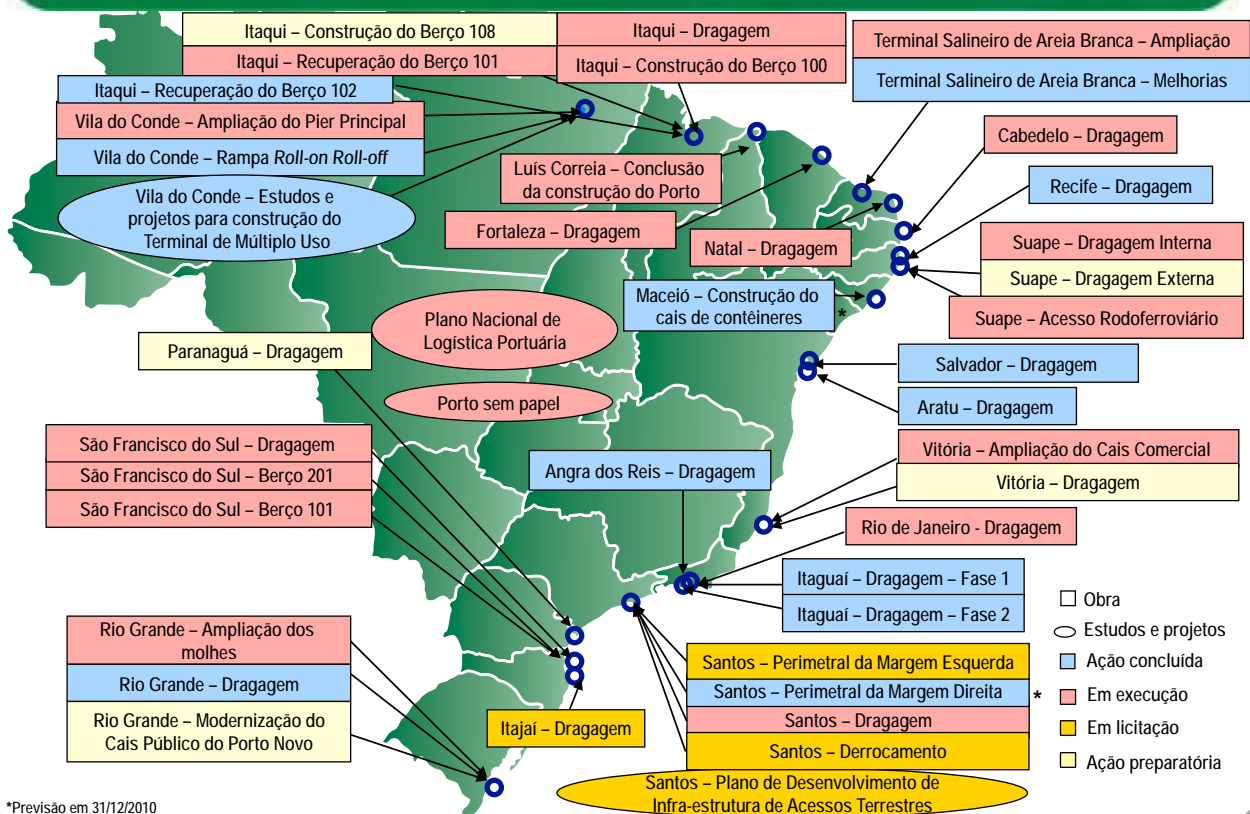 Itaqui – Construção do Berço 108
Itaqui – Dragagem
Itaqui – Recuperação do Berço 101
Itaqui – Construção do Berço 100
Terminal Salineiro de Areia Branca – Ampliação
Terminal Salineiro de Areia Branca – Melhorias
Itaqui – Recuperação do Berço 102
Vila do Conde – Ampliação do Pier Principal
Vila do Conde – Rampa Roll-on Roll-off
Vila do Conde – Estudos e
projetos para construção do
Terminal de Múltiplo Uso
Luís Correia – Conclusão
da construção do Porto
Cabedelo – Dragagem
Recife – Dragagem
Fortaleza – Dragagem
Natal – Dragagem
Suape – Dragagem Interna
Suape – Dragagem Externa
Suape – Acesso Rodoferroviário
Maceió – Construção do
cais de contêineres
*
Plano Nacional de
Logística Portuária
Paranaguá – Dragagem
Salvador – Dragagem
Porto sem papel
Aratu – Dragagem
São Francisco do Sul – Dragagem
São Francisco do Sul – Berço 201
São Francisco do Sul – Berço 101
Angra dos Reis – Dragagem
Vitória – Ampliação do Cais Comercial
Vitória – Dragagem
Rio de Janeiro - Dragagem
Itaguaí – Dragagem – Fase 1
Itaguaí – Dragagem – Fase 2
Rio Grande – Ampliação dos
molhes
Rio Grande – Dragagem
Rio Grande – Modernização do
Cais Público do Porto Novo
Itajaí – Dragagem
Santos – Perimetral da Margem Esquerda
Santos – Perimetral da Margem Direita
*
Santos – Dragagem
Santos – Derrocamento
Santos – Plano de Desenvolvimento de
Infra-estrutura de Acessos Terrestres
Obra
Estudos e projetos
Ação concluída
Em execução
Em licitação
Ação preparatória
*Previsão em 31/12/2010